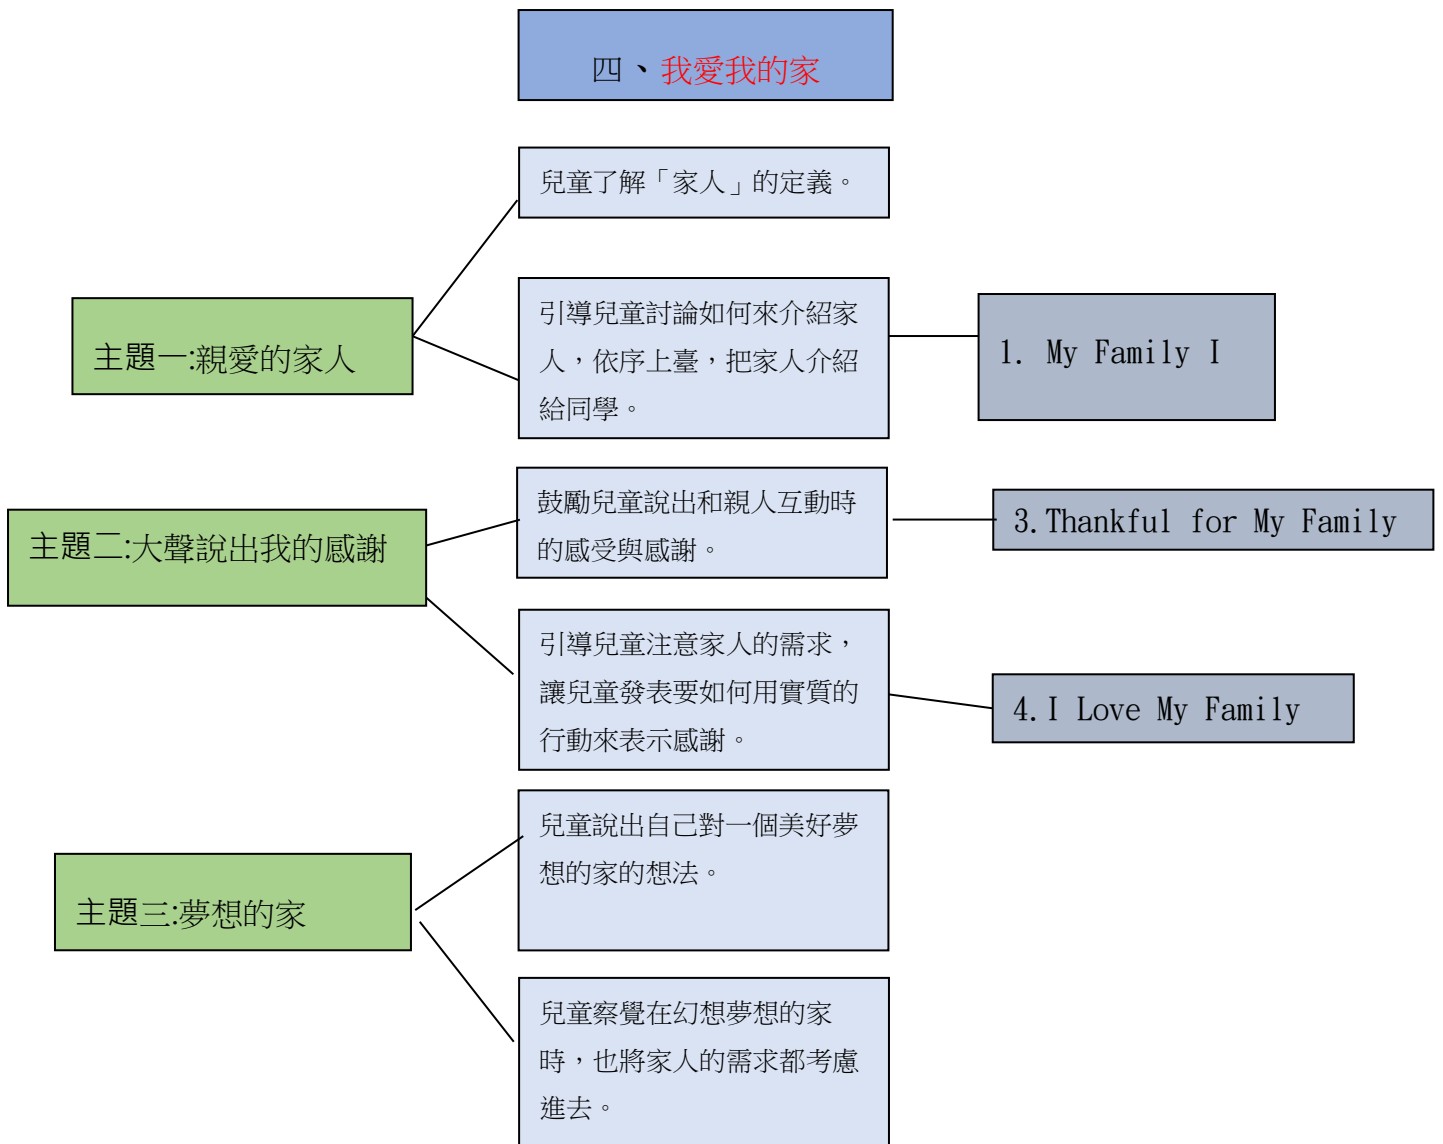 四、我愛我的家
兒童了解「家人」的定義。
主題一:親愛的家人
引導兒童討論如何來介紹家
人，依序上臺，把家人介紹
給同學。
1. My Family I
主題二:大聲說出我的感謝
鼓勵兒童說出和親人互動時
的感受與感謝。
3.Thankful for My Family
引導兒童注意家人的需求，
讓兒童發表要如何用實質的
行動來表示感謝。
4.I Love My Family
主題三:夢想的家
兒童說出自己對一個美好夢
想的家的想法。
兒童察覺在幻想夢想的家
時，也將家人的需求都考慮
進去。